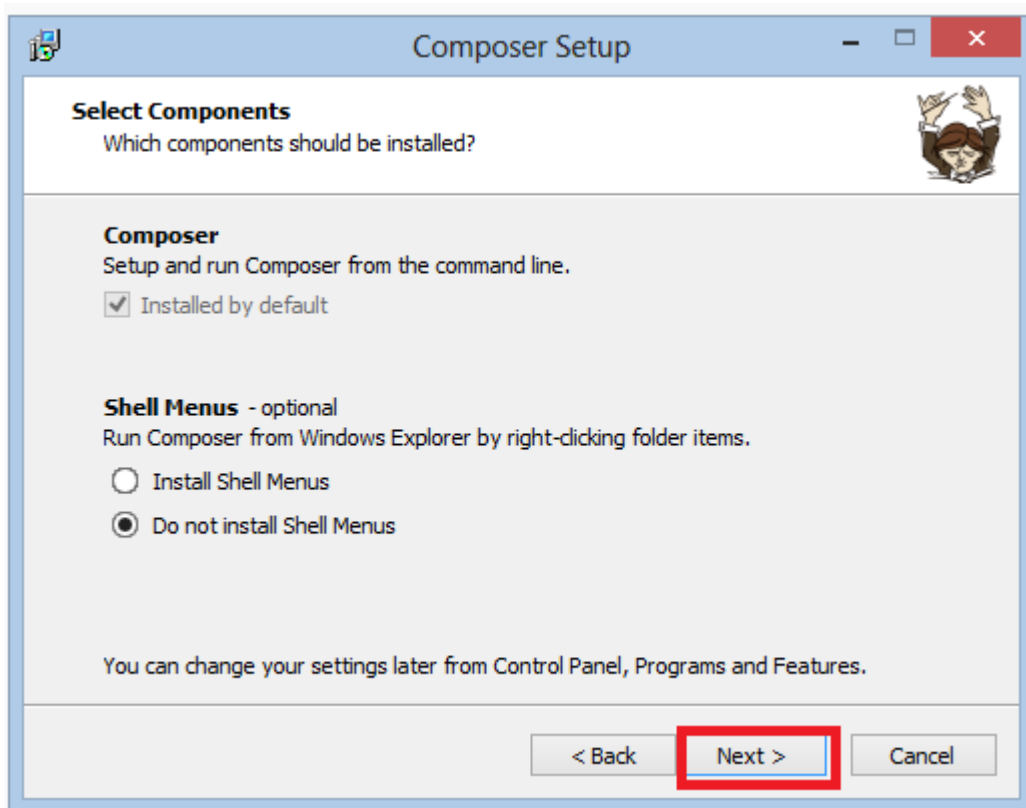 Composer Setup
Select Components
Which components should be installed?
Composer
Setup and run Composer from the command line.
Installed by default
Shell Menus - optional
Run Composer from Windows Explorer by right-clicking folder items.
Install Shell Menus
Do not install Shell Menus
You can change your settings later from Control Panel, Programs and Features.
< Back Next > Cancel